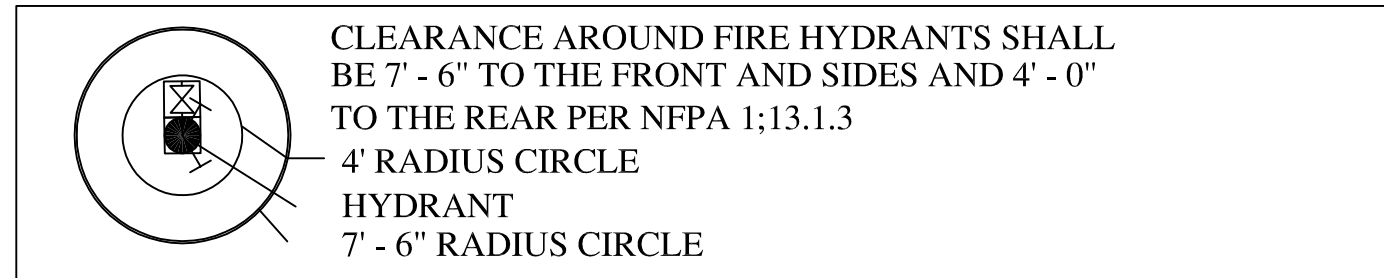 CLEARANCE AROUND FIRE HYDRANTS SHALL
BE 7' - 6" TO THE FRONT AND SIDES AND 4' - 0"
TO THE REAR PER NFPA 1;13.1.3
4' RADIUS CIRCLE
HYDRANT
7' - 6" RADIUS CIRCLE